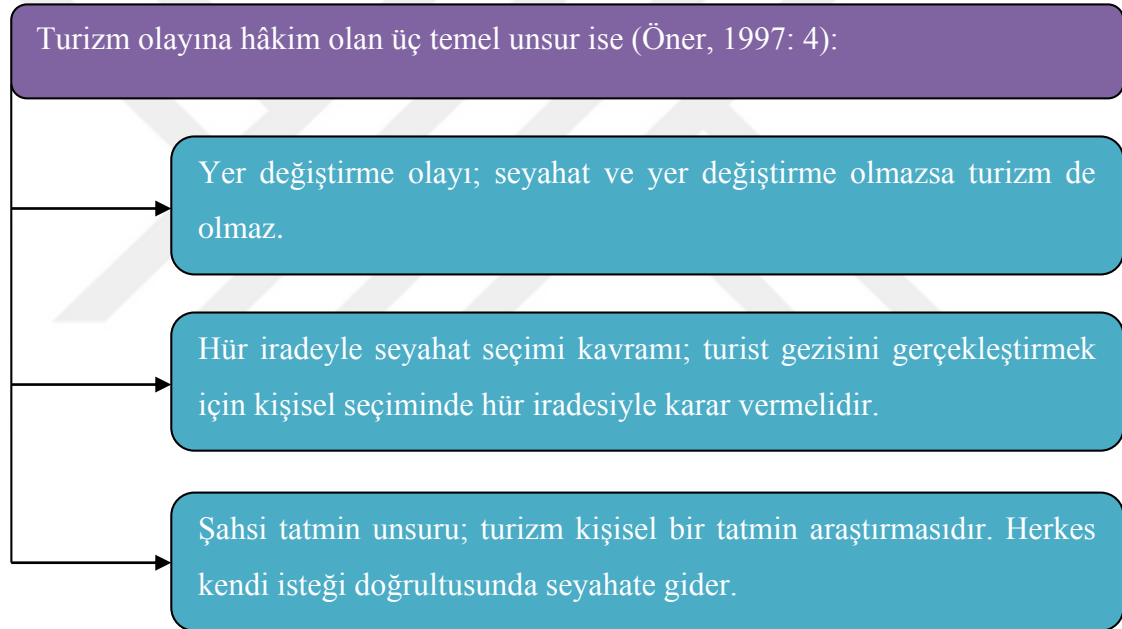 Turizm olayına hâkim olan üç temel unsur ise (Öner, 1997: 4):
Yer değiştirme olayı; seyahat ve yer değiştirme olmazsa turizm de
olmaz.
Hür iradeyle seyahat seçimi kavramı; turist gezisini gerçekleştirmek
için kişisel seçiminde hür iradesiyle karar vermelidir.
Şahsi tatmin unsuru; turizm kişisel bir tatmin araştırmasıdır. Herkes
kendi isteği doğrultusunda seyahate gider.